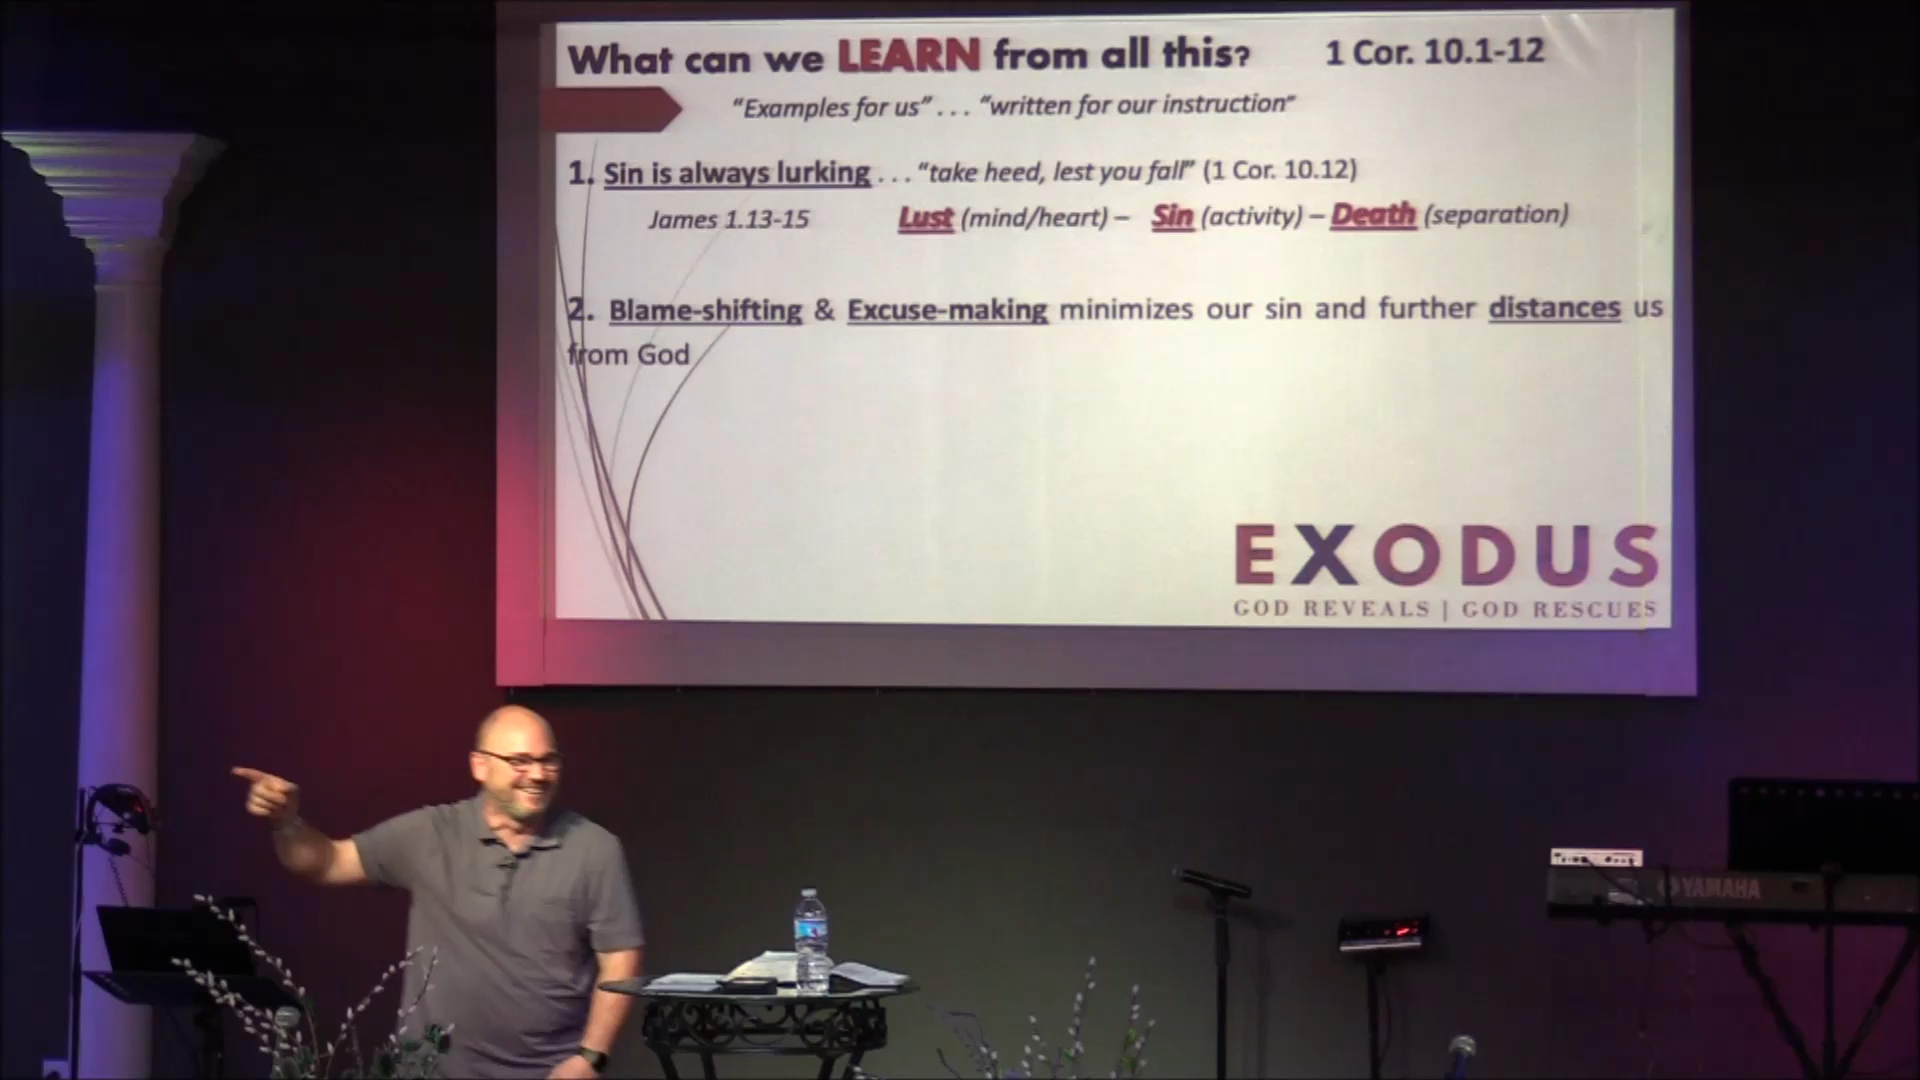 What can we LEARN from all this? 1 Cor. 10.1-12
“Examples for us” . . . “written for our instruction”
1. Sin is always lurking . . . “take heed, lest you fall” (1 Cor. 10.12)
James 1.13-15 Lust (mind/heart) – Sin (activity) – Death (separation)
2. Blame-shifting & Excuse-making minimizes our sin and further distances us
from God
EXODUS
GOD REVEALS | GOD RESCUES
YAMAHA